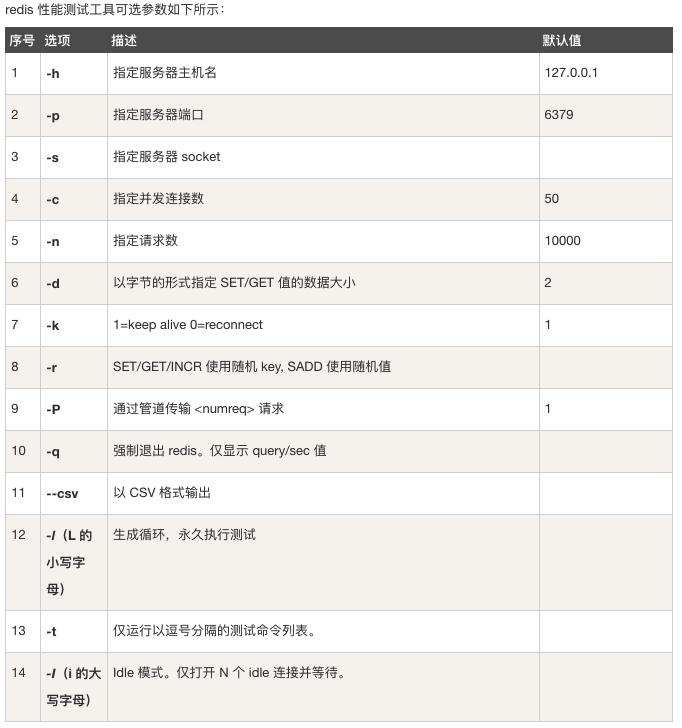 redis 性能测试工具可选参数如下所示：
序号 选项 描述 默认值
1 -h 指定服务器主机名 127.0.0.1
2 -p 指定服务器端口 6379
3 -s 指定服务器 socket
4 -c 指定并发连接数 50
5 -n 指定请求数 10000
6 -d 以字节的形式指定 SET/GET 值的数据大小 2
7 -k 1=keep alive 0=reconnect 1
8 -r SET/GET/INCR 使用随机 key, SADD 使用随机值
9 -P 通过管道传输 <numreq> 请求 1
10 -q 强制退出 redis。仅显示 query/sec 值
11 --csv 以 CSV 格式输出
12 -l（L 的 生成循环，永久执行测试
小写字
母）
13 -t 仅运行以逗号分隔的测试命令列表。
14 -I（i 的大 Idle 模式。仅打开 N 个 idle 连接并等待。
写字母）